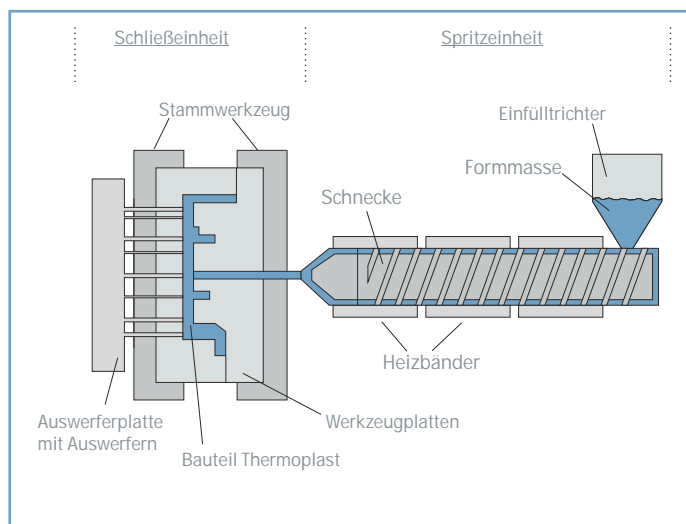 Schließeinheit
Spritzeinheit
Stammwerkzeug
Einfülltrichter
Formmasse
Schnecke
Heizbänder
Auswerferplatte
mit Auswerfern
Werkzeugplatten
Bauteil Thermoplast